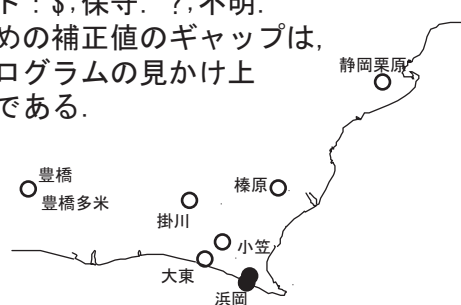 ド : $, 保守. ?, 不明.
めの補正値のギャップは,
ログラムの見かけ上
である.
静岡栗原
豊橋
豊橋多米
榛原
掛川
小笠
大東
浜岡